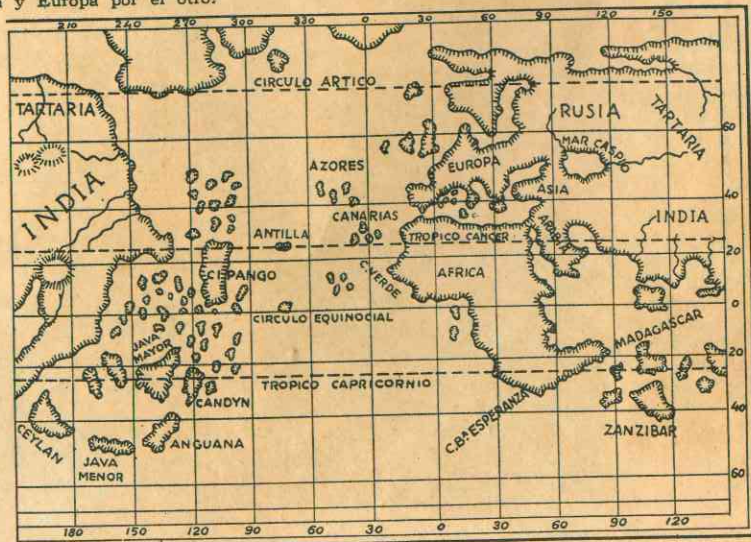 y Europa por el otro.
210 240 270 300 330 0 30 60 90 120 150
CIRCULO ARTICO
TARTARIA
RUSIA
TARTARIA
60
MAR CASPIO
EUROPA
AZORES
ASIA
40
INDIA
CANARIAS
INDIA
ANTILLA
TROPICO CANCER
ARABIA
20
CIPANGO
C. VERDE
AFRICA
0
CIRCULO EQUINOCIAL
JAVA
MAYOR
MADAGASCAR
20
TROPICO CAPRICORNIO
CANDYN
C. Bª ESPERANZA
40
CEYLAN
ANGUANA
ZANZIBAR
JAVA
MENOR
60
180 150 120 90 60 30 0 30 60 90 120 150